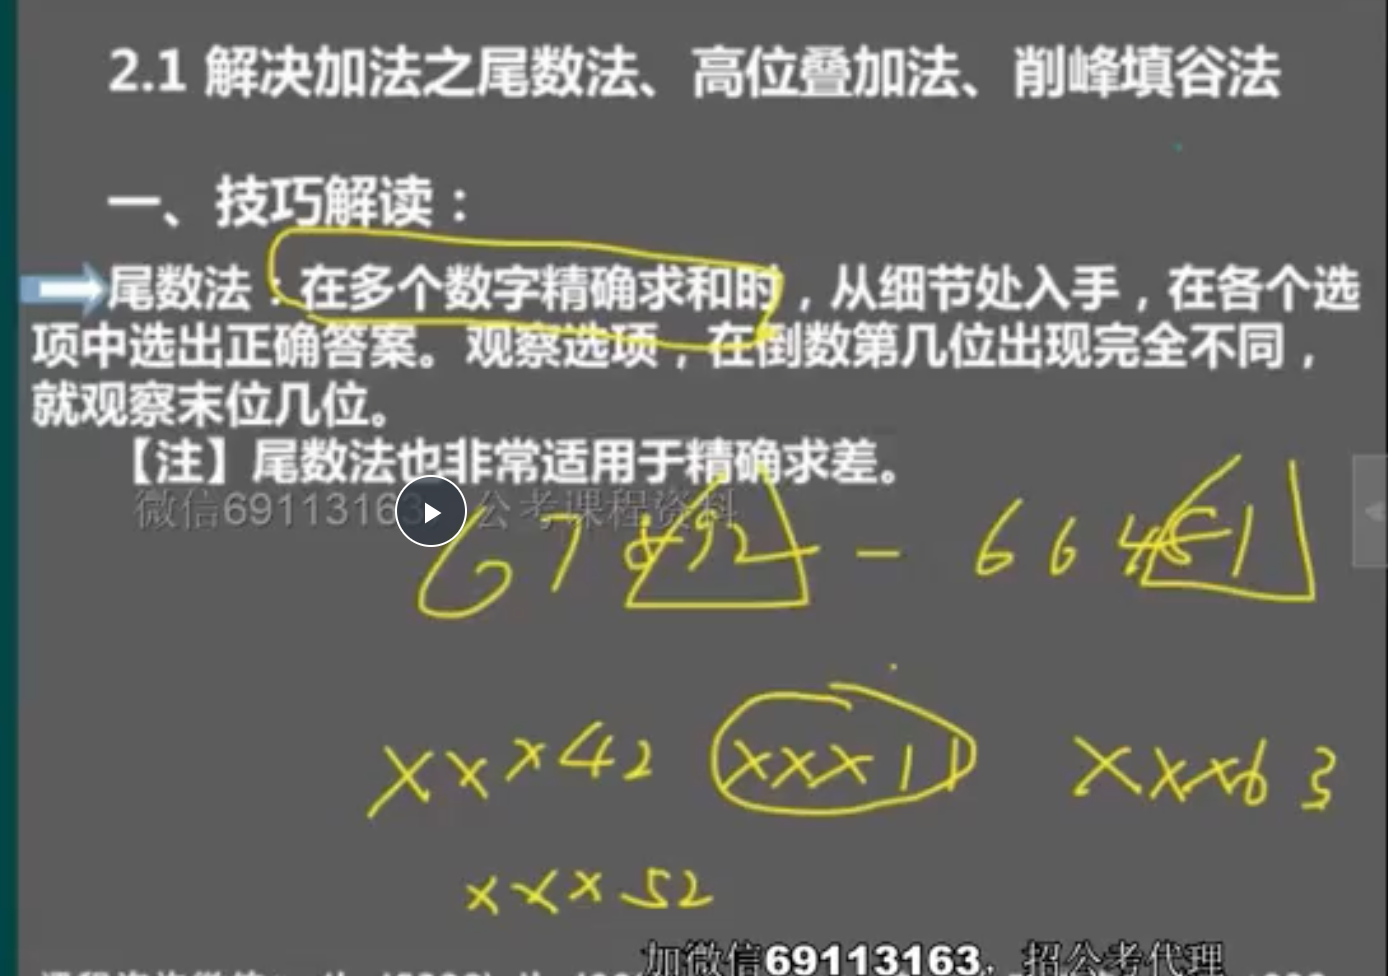 2.1 解决加法之尾数法、高位叠加法、削峰填谷法
一、技巧解读：
尾数法：在多个数字精确求和时，从细节处入手，在各个选
项中选出正确答案。观察选项，在倒数第几位出现完全不同，
就观察末位几位。
【注】尾数法也非常适用于精确求差。
微信69113163 公考课程资料
- 66451
xxx42 xxx11 xxx63
xxx52
加微信69113163，招公考代理